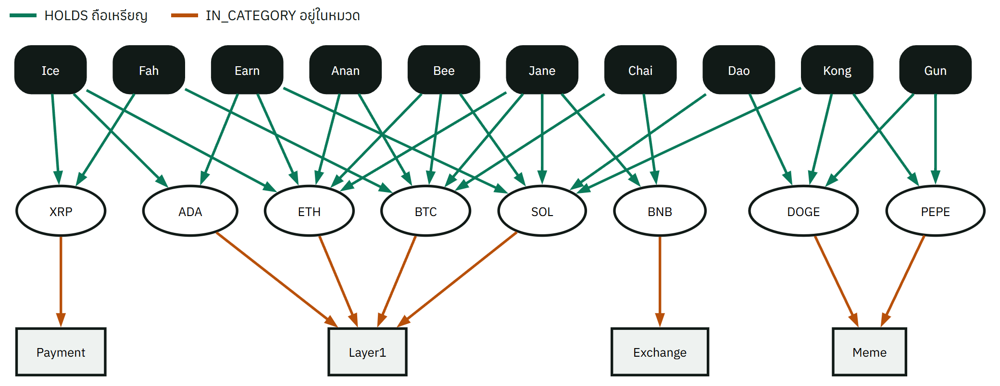 HOLDS ถือเหรียญ IN_CATEGORY อยู่ในหมวด
Ice Fah Earn Anan Bee Jane Chai Dao Kong Gun
XRP ADA ETH BTC SOL BNB DOGE PEPE
Payment Layer1 Exchange Meme